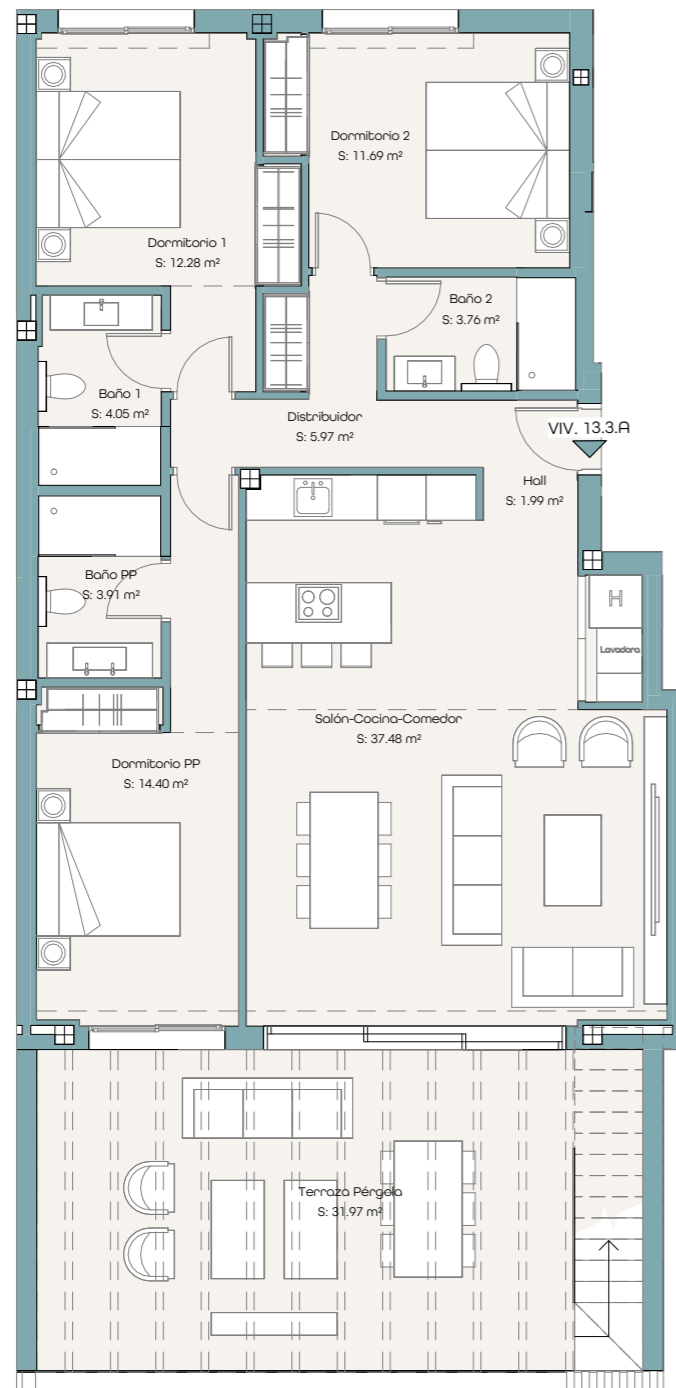 Dormitorio 2
S: 11.69 m²
Dormitorio 1
S: 12.28 m²
Baño 2
S: 3.76 m²
Baño 1
S: 4.05 m²
Distribuidor
S: 5.97 m²
VIV. 13.3.A
Hall
S: 1.99 m²
Baño PP
S: 3.91 m²
H
Lavadora
Salón-Cocina-Comedor
S: 37.48 m²
Dormitorio PP
S: 14.40 m²
Terraza Pérgola
S: 31.97 m²